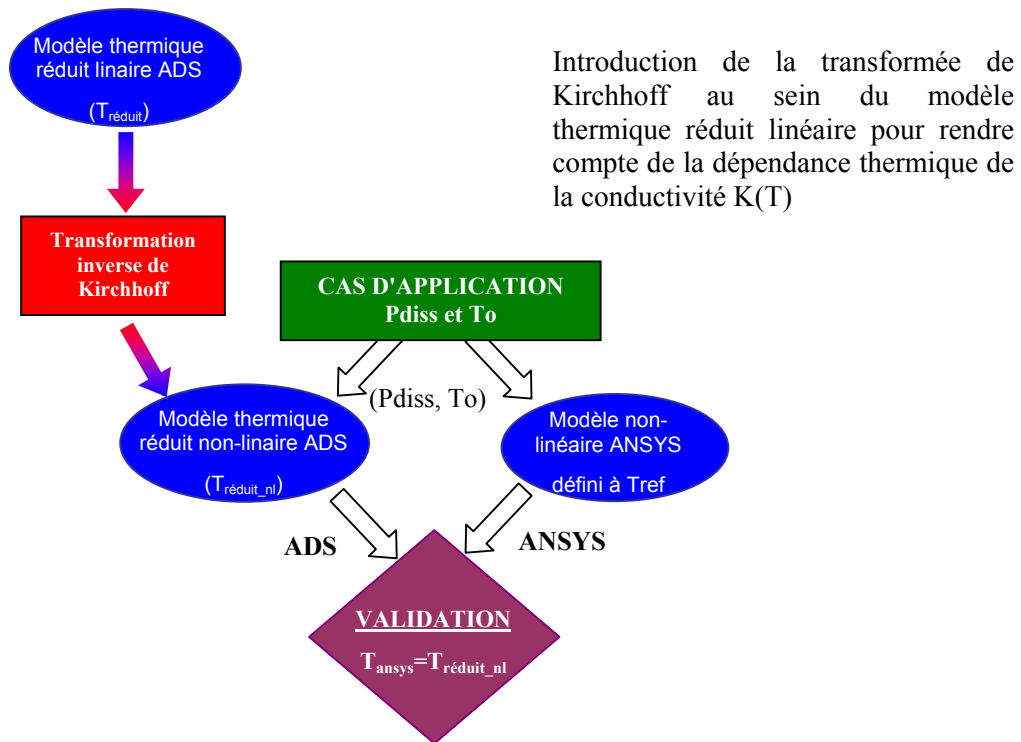 Modèle thermique
réduit linaire ADS
(Tréduit)
Introduction de la transformée de
Kirchhoff au sein du modèle
thermique réduit linéaire pour rendre
compte de la dépendance thermique de
la conductivité K(T)
Transformation
inverse de
Kirchhoff
CAS D'APPLICATION
Pdiss et To
(Pdiss, To)
Modèle thermique
réduit non-linaire ADS
(Tréduit_nl)
Modèle non-
linéaire ANSYS
défini à Tref
ADS
ANSYS
VALIDATION
Tansys=Tréduit_nl